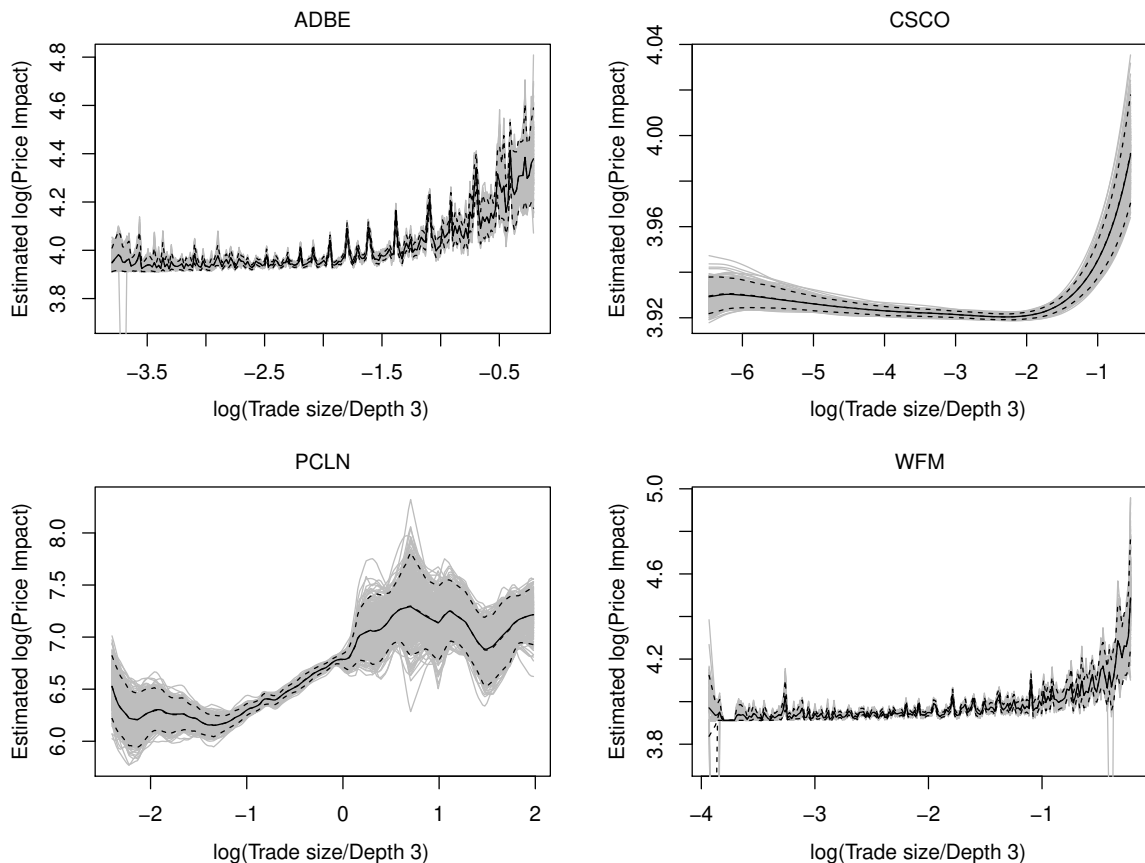 ADBE
Estimated log(Price Impact)
3.8 4.0 4.2 4.4 4.6 4.8
−3.5 −2.5 −1.5 −0.5
log(Trade size/Depth 3)
CSCO
Estimated log(Price Impact)
3.92 3.96 4.00 4.04
−6 −5 −4 −3 −2 −1
log(Trade size/Depth 3)
PCLN
Estimated log(Price Impact)
6.0 6.5 7.0 7.5 8.0
−2 −1 0 1 2
log(Trade size/Depth 3)
WFM
Estimated log(Price Impact)
3.8 4.2 4.6 5.0
−4 −3 −2 −1
log(Trade size/Depth 3)